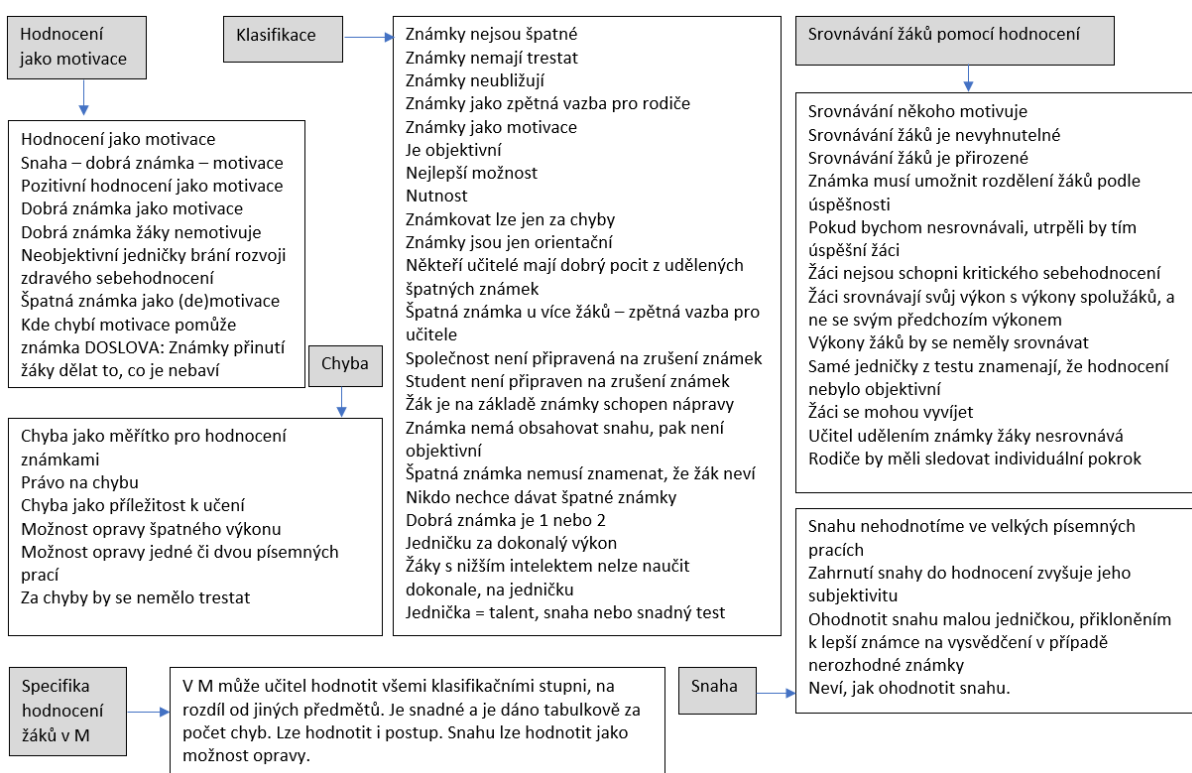 Hodnocení
jako motivace
Hodnocení jako motivace
Snaha – dobrá známka – motivace
Pozitivní hodnocení jako motivace
Dobrá známka jako motivace
Dobrá známka žáky nemotivuje
Neobjektivní jedničky brání rozvoji
zdravého sebehodnocení
Špatná známka jako (de)motivace
Kde chybí motivace pomůže
známka DOSLOVA: Známky přinutí
žáky dělat to, co je nebaví
Chyba
Chyba jako měřítko pro hodnocení
známkami
Právo na chybu
Chyba jako příležitost k učení
Možnost opravy špatného výkonu
Možnost opravy jedné či dvou písemných
prací
Za chyby by se nemělo trestat
Klasifikace
Známky nejsou špatné
Známky nemají trestat
Známky neubližují
Známky jako zpětná vazba pro rodiče
Známky jako motivace
Je objektivní
Nejlepší možnost
Nutnost
Známkovat lze jen za chyby
Známky jsou jen orientační
Někteří učitelé mají dobrý pocit z udělených
špatných známek
Špatná známka u více žáků – zpětná vazba pro
učitele
Společnost není připravená na zrušení známek
Student není připraven na zrušení známek
Žák je na základě známky schopen nápravy
Známka nemá obsahovat snahu, pak není
objektivní
Špatná známka nemusí znamenat, že žák neví
Nikdo nechce dávat špatné známky
Dobrá známka je 1 nebo 2
Jedničku za dokonalý výkon
Žáky s nižším intelektem nelze naučit
dokonale, na jedničku
Jednička = talent, snaha nebo snadný test
Srovnávání žáků pomocí hodnocení
Srovnávání někoho motivuje
Srovnávání žáků je nevyhnutelné
Srovnávání žáků je přirozené
Známka musí umožnit rozdělení žáků podle
úspěšnosti
Pokud bychom nesrovnávali, utrpěli by tím
úspěšní žáci
Žáci nejsou schopni kritického sebehodnocení
Žáci srovnávají svůj výkon s výkony spolužáků, a
ne se svým předchozím výkonem
Výkony žáků by se neměly srovnávat
Samé jedničky z testu znamenají, že hodnocení
nebylo objektivní
Žáci se mohou vyvíjet
Učitel udělením známky žáky nesrovnává
Rodiče by měli sledovat individuální pokrok
Specifika
hodnocení
žáků v M
V M může učitel hodnotit všemi klasifikačními stupni, na
rozdíl od jiných předmětů. Je snadné a je dáno tabulkově za
počet chyb. Lze hodnotit i postup. Snahu lze hodnotit jako
možnost opravy.
Snaha
Snahu nehodnotíme ve velkých písemných
pracích
Zahrnutí snahy do hodnocení zvyšuje jeho
subjektivitu
Ohodnotit snahu malou jedničkou, přikloněním
k lepší známce na vysvědčení v případě
nerozhodné známky
Neví, jak ohodnotit snahu.